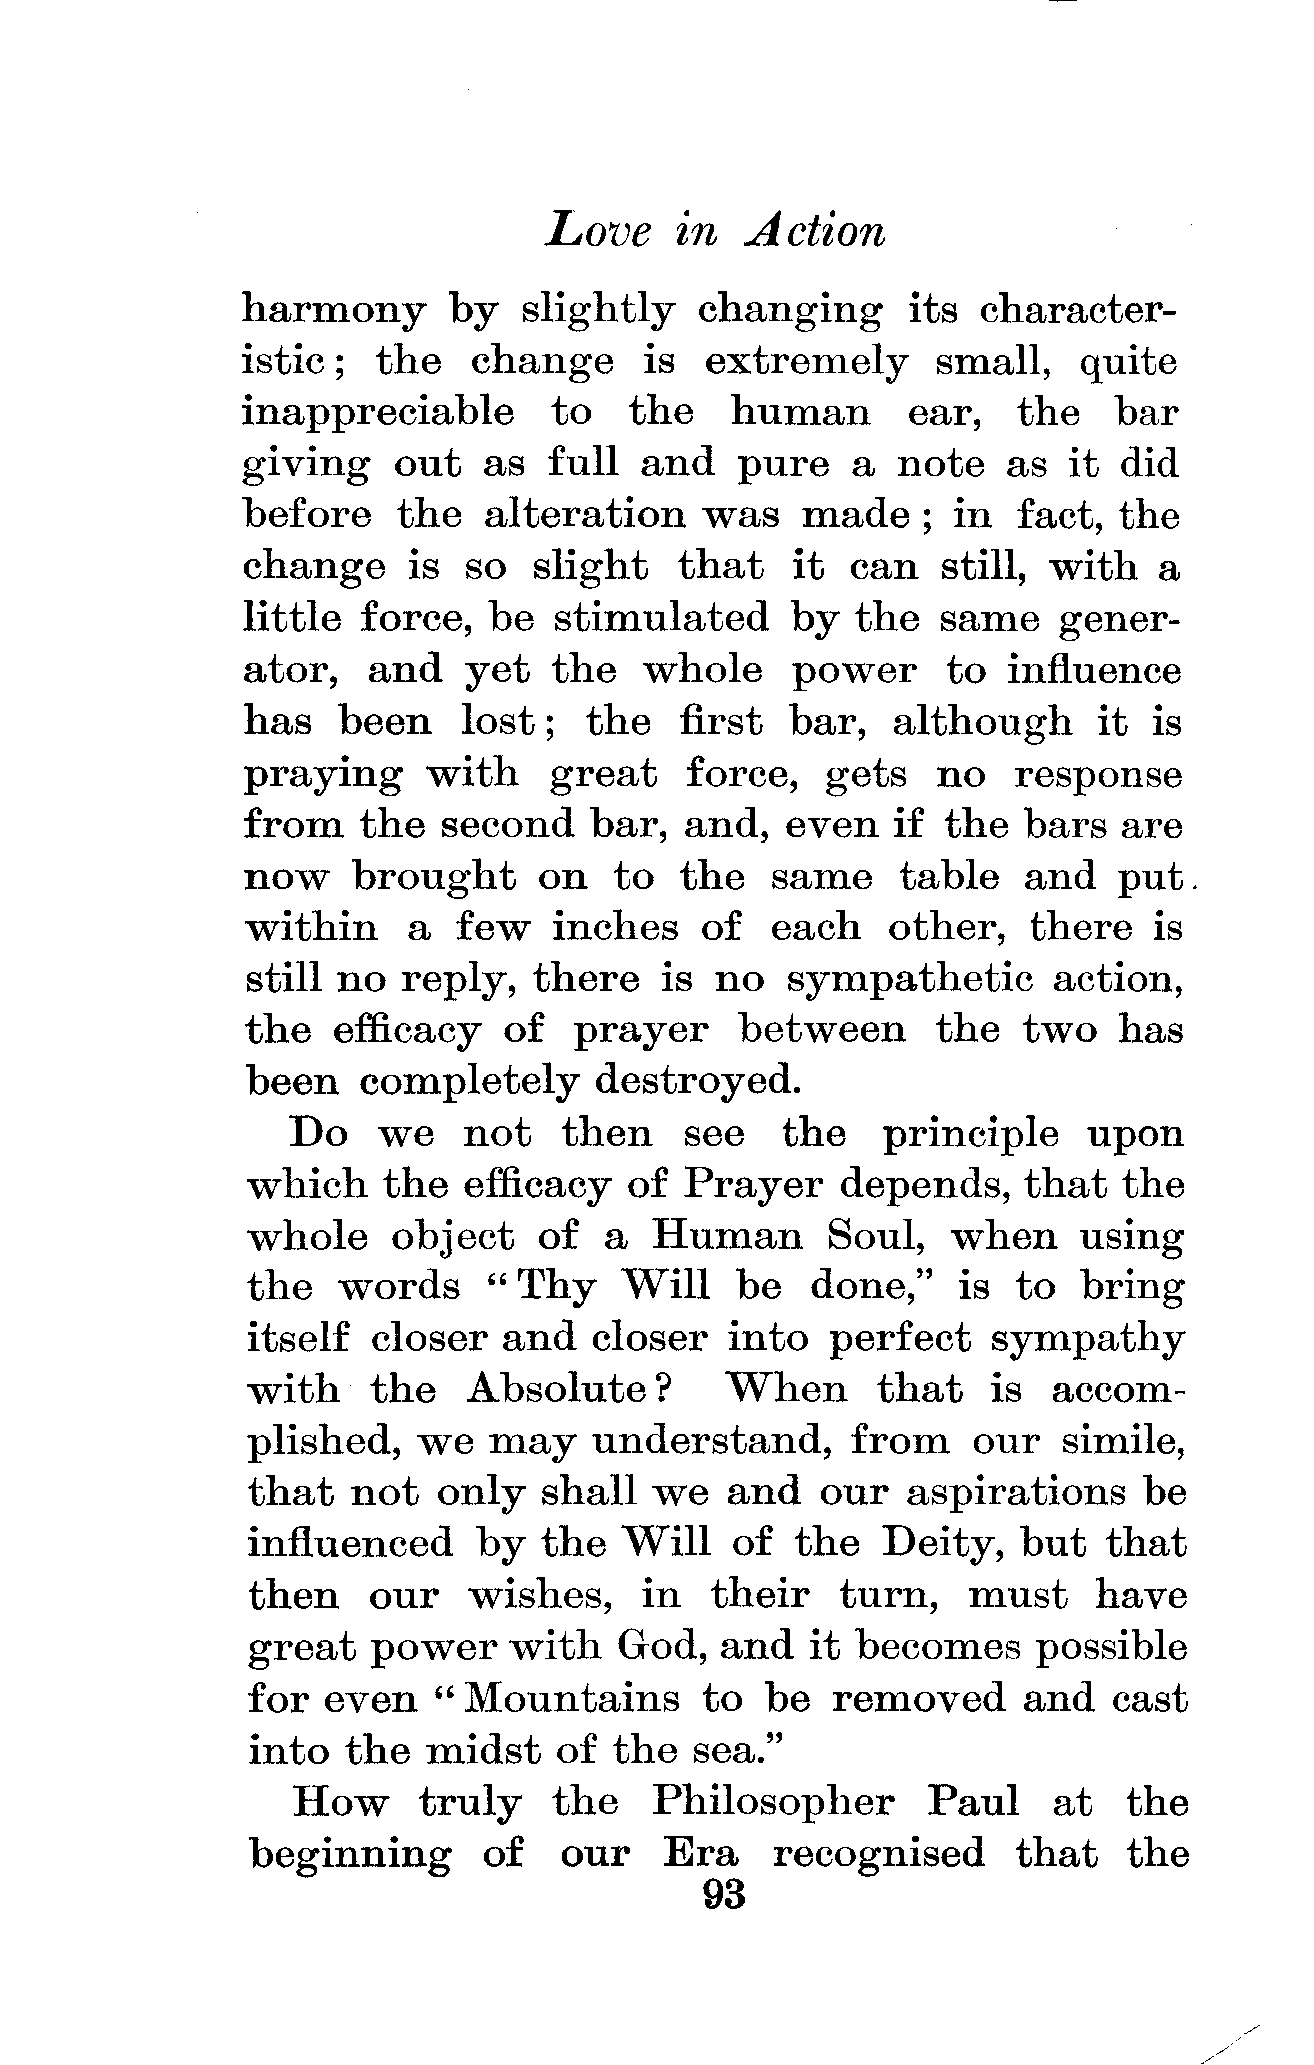 Love in Action
harmony by slightly changing its character-
istic; the change is extremely small, quite
inappreciable to the human ear, the bar
giving out as full and pure a note as it did
before the alteration was made; in fact, the
change is so slight that it can still, with a
little force, be stimulated by the same gener-
ator, and yet the whole power to influence
has been lost; the first bar, although it is
praying with great force, gets no response
from the second bar, and, even if the bars are
now brought on to the same table and put.
within a few inches of each other, there is
still no reply, there is no sympathetic action,
the efficacy of prayer between the two has
been completely destroyed.
Do we not then see the principle upon
which the efficacy of Prayer depends, that the
whole object of a Human Soul, when using
the words “Thy Will be done,” is to bring
itself closer and closer into perfect sympathy
with the Absolute? When that is accom-
plished, we may understand, from our simile,
that not only shall we and our aspirations be
influenced by the Will of the Deity, but that
then our wishes, in their turn, must have
great power with God, and it becomes possible
for even “Mountains to be removed and cast
into the midst of the sea.”
How truly the Philosopher Paul at the
beginning of our Era recognised that the
93